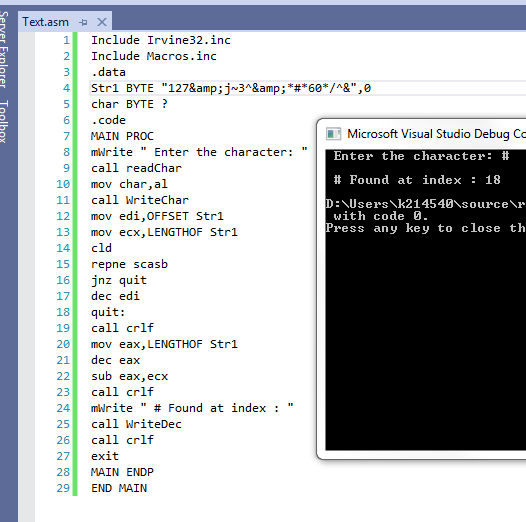 Server Explorer
Toolbox
Text.asm
1 Include Irvine32.inc
2 Include Macros.inc
3 .data
4 Str1 BYTE "127&amp;j~3^&amp;*#*60*/^&",0
5 char BYTE ?
6 .code
7 MAIN PROC
8 mWrite " Enter the character: "
9 call readChar
10 mov char,al
11 call WriteChar
12 mov edi,OFFSET Str1
13 mov ecx,LENGTHOF Str1
14 cld
15 repne scasb
16 jnz quit
17 dec edi
18 quit:
19 call crlf
20 mov eax,LENGTHOF Str1
21 dec eax
22 sub eax,ecx
23 call crlf
24 mWrite " # Found at index : "
25 call WriteDec
26 call crlf
27 exit
28 MAIN ENDP
29 END MAIN
Microsoft Visual Studio Debug Co
Enter the character: #
# Found at index : 18
D:\Users\k214540\source\r
with code 0.
Press any key to close th